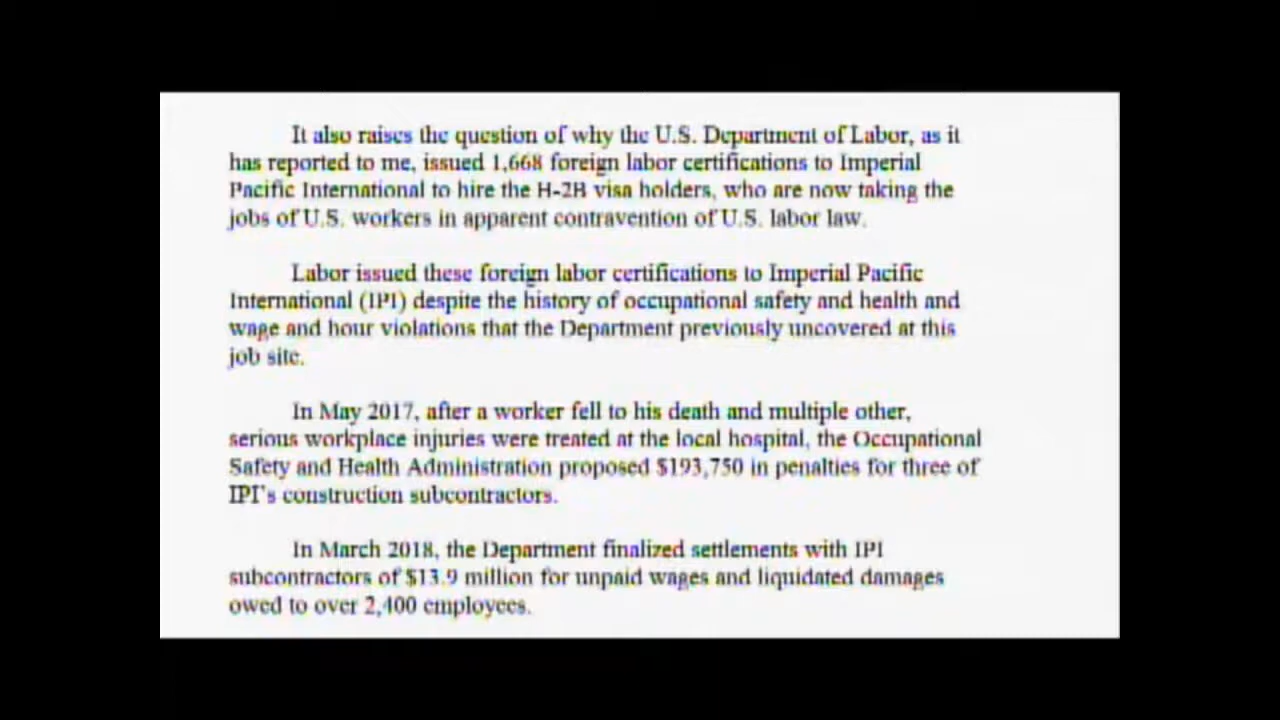 It also raises the question of why the U.S. Department of Labor, as it
has reported to me, issued 1,668 foreign labor certifications to Imperial
Pacific International to hire the H-2B visa holders, who are now taking the
jobs of U.S. workers in apparent contravention of U.S. labor law.
Labor issued these foreign labor certifications to Imperial Pacific
International (IPI) despite the history of occupational safety and health and
wage and hour violations that the Department previously uncovered at this
job site.
In May 2017, after a worker fell to his death and multiple other,
serious workplace injuries were treated at the local hospital, the Occupational
Safety and Health Administration proposed $193,750 in penalties for three of
IPI's construction subcontractors.
In March 2018, the Department finalized settlements with IPI
subcontractors of $13.9 million for unpaid wages and liquidated damages
owed to over 2,400 employees.